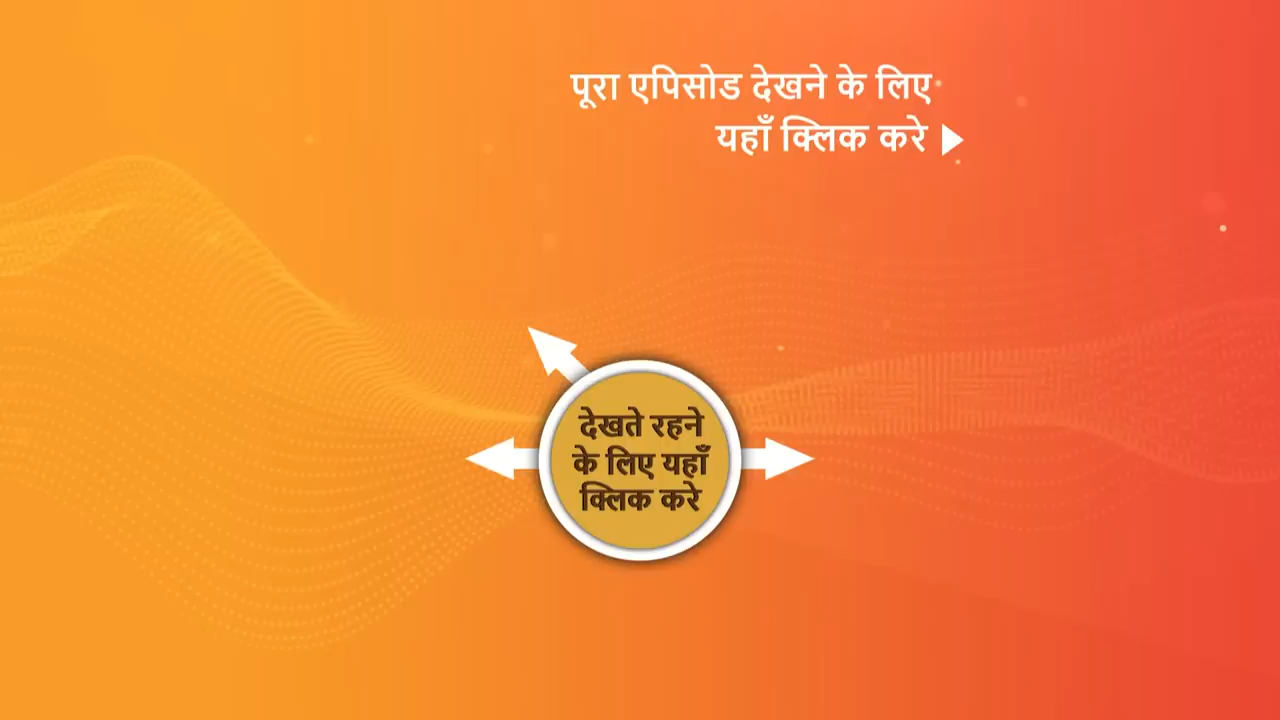 पूरा एपिसोड देखने के लिए
यहाँ क्लिक करे
देखते रहने
के लिए यहाँ
क्लिक करे